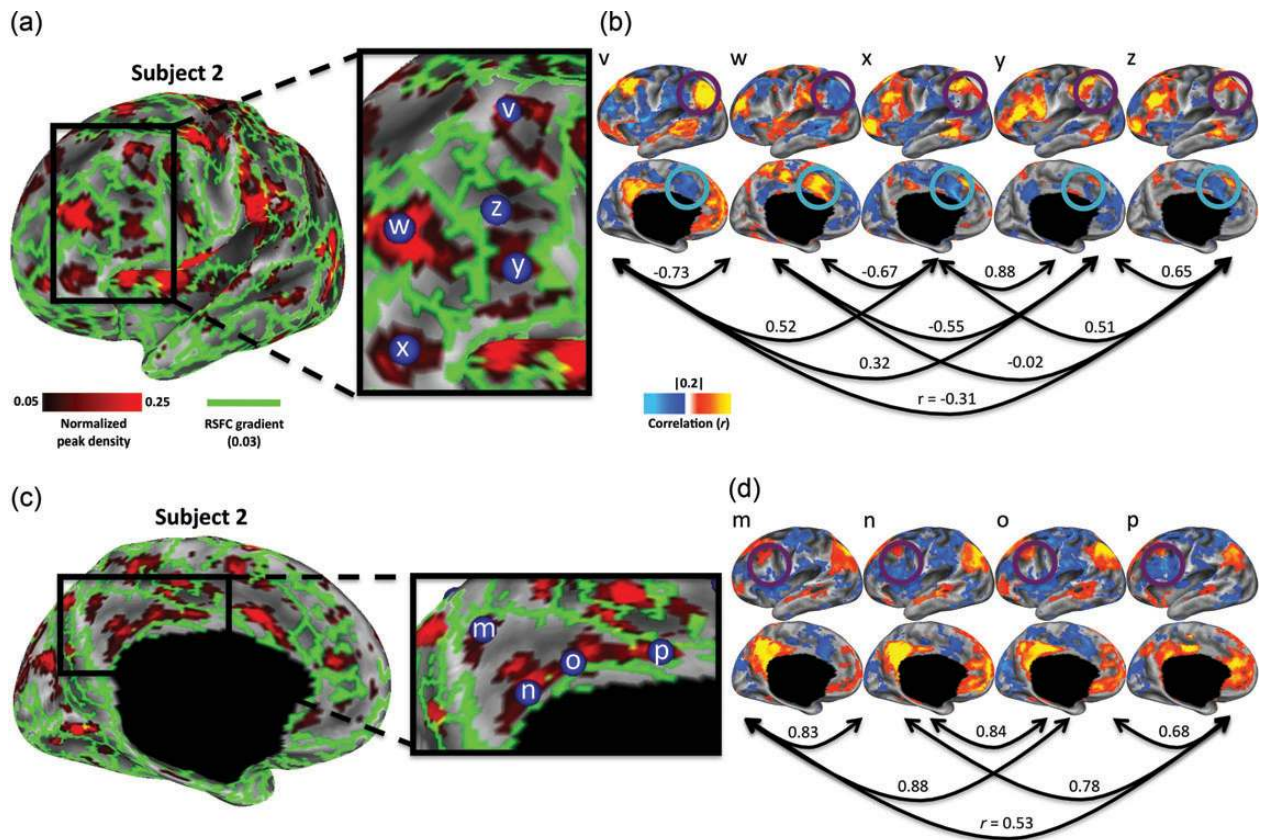 (a)
Subject 2
v
w
z
y
x
0.05
0.25
Normalized
peak density
RSFC gradient
(0.03)
(b)
v
w
x
y
z
-0.73
-0.67
0.88
0.65
0.52
-0.55
0.51
0.32
-0.02
r = -0.31
|0.2|
Correlation (r)
(c)
Subject 2
m
n
o
p
(d)
m
n
o
p
0.83
0.84
0.68
0.88
0.78
r = 0.53